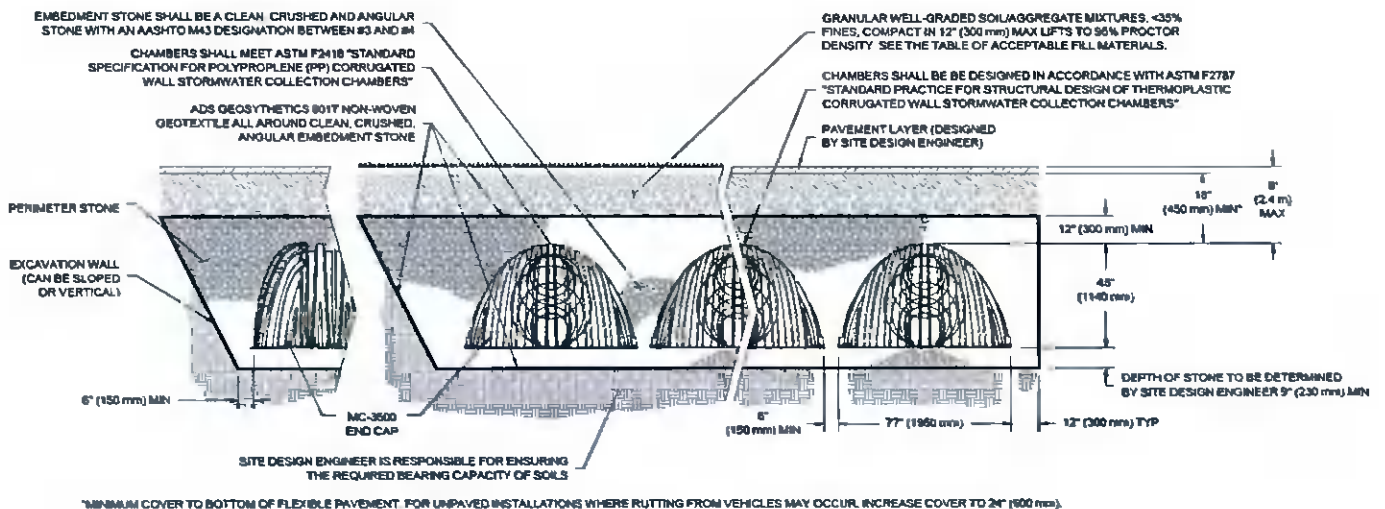 EMBEDMENT STONE SHALL BE A CLEAN, CRUSHED AND ANGULAR
STONE WITH AN AASHTO M43 DESIGNATION BETWEEN #3 AND #4
CHAMBERS SHALL MEET ASTM F2418 "STANDARD
SPECIFICATION FOR POLYPROPLENE (PP) CORRUGATED
WALL STORMWATER COLLECTION CHAMBERS"
ADS GEOSYTHETICS 601T NON-WOVEN
GEOTEXTILE ALL AROUND CLEAN, CRUSHED,
ANGULAR EMBEDMENT STONE
GRANULAR WELL-GRADED SOIL/AGGREGATE MIXTURES, <35%
FINES, COMPACT IN 12" (300 mm) MAX LIFTS TO 95% PROCTOR
DENSITY. SEE THE TABLE OF ACCEPTABLE FILL MATERIALS.
CHAMBERS SHALL BE BE DESIGNED IN ACCORDANCE WITH ASTM F2787
"STANDARD PRACTICE FOR STRUCTURAL DESIGN OF THERMOPLASTIC
CORRUGATED WALL STORMWATER COLLECTION CHAMBERS".
PAVEMENT LAYER (DESIGNED
BY SITE DESIGN ENGINEER)
PERIMETER STONE
EXCAVATION WALL
(CAN BE SLOPED
OR VERTICAL)
8'
(2.4 m)
MAX
18"
(450 mm) MIN*
12" (300 mm) MIN
45"
(1140 mm)
DEPTH OF STONE TO BE DETERMINED
BY SITE DESIGN ENGINEER 9" (230 mm) MIN
6" (150 mm) MIN
MC-3500
END CAP
6"
(150 mm) MIN
77" (1950 mm)
12" (300 mm) TYP
SITE DESIGN ENGINEER IS RESPONSIBLE FOR ENSURING
THE REQUIRED BEARING CAPACITY OF SOILS
*MINIMUM COVER TO BOTTOM OF FLEXIBLE PAVEMENT. FOR UNPAVED INSTALLATIONS WHERE RUTTING FROM VEHICLES MAY OCCUR, INCREASE COVER TO 24" (600 mm).